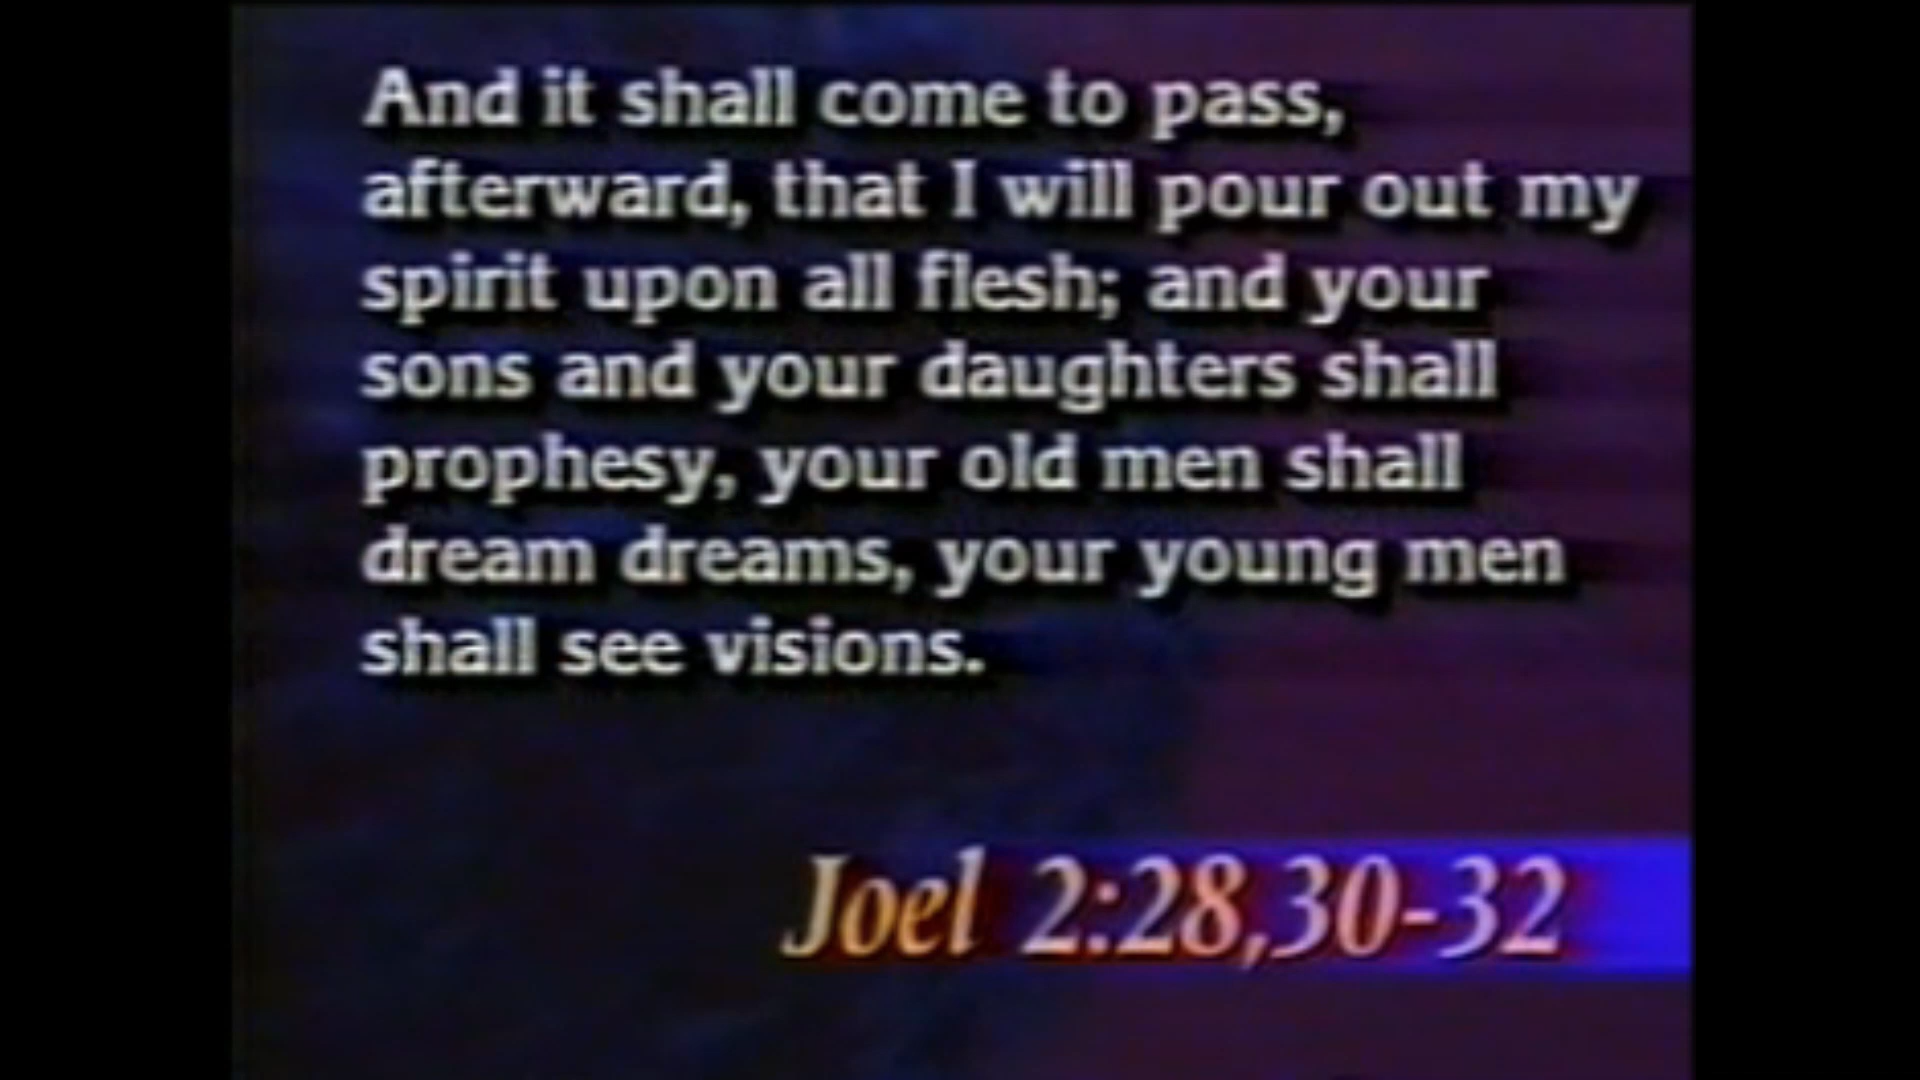 And it shall come to pass,
afterward, that I will pour out my
spirit upon all flesh; and your
sons and your daughters shall
prophesy, your old men shall
dream dreams, your young men
shall see visions.
Joel 2:28,30-32